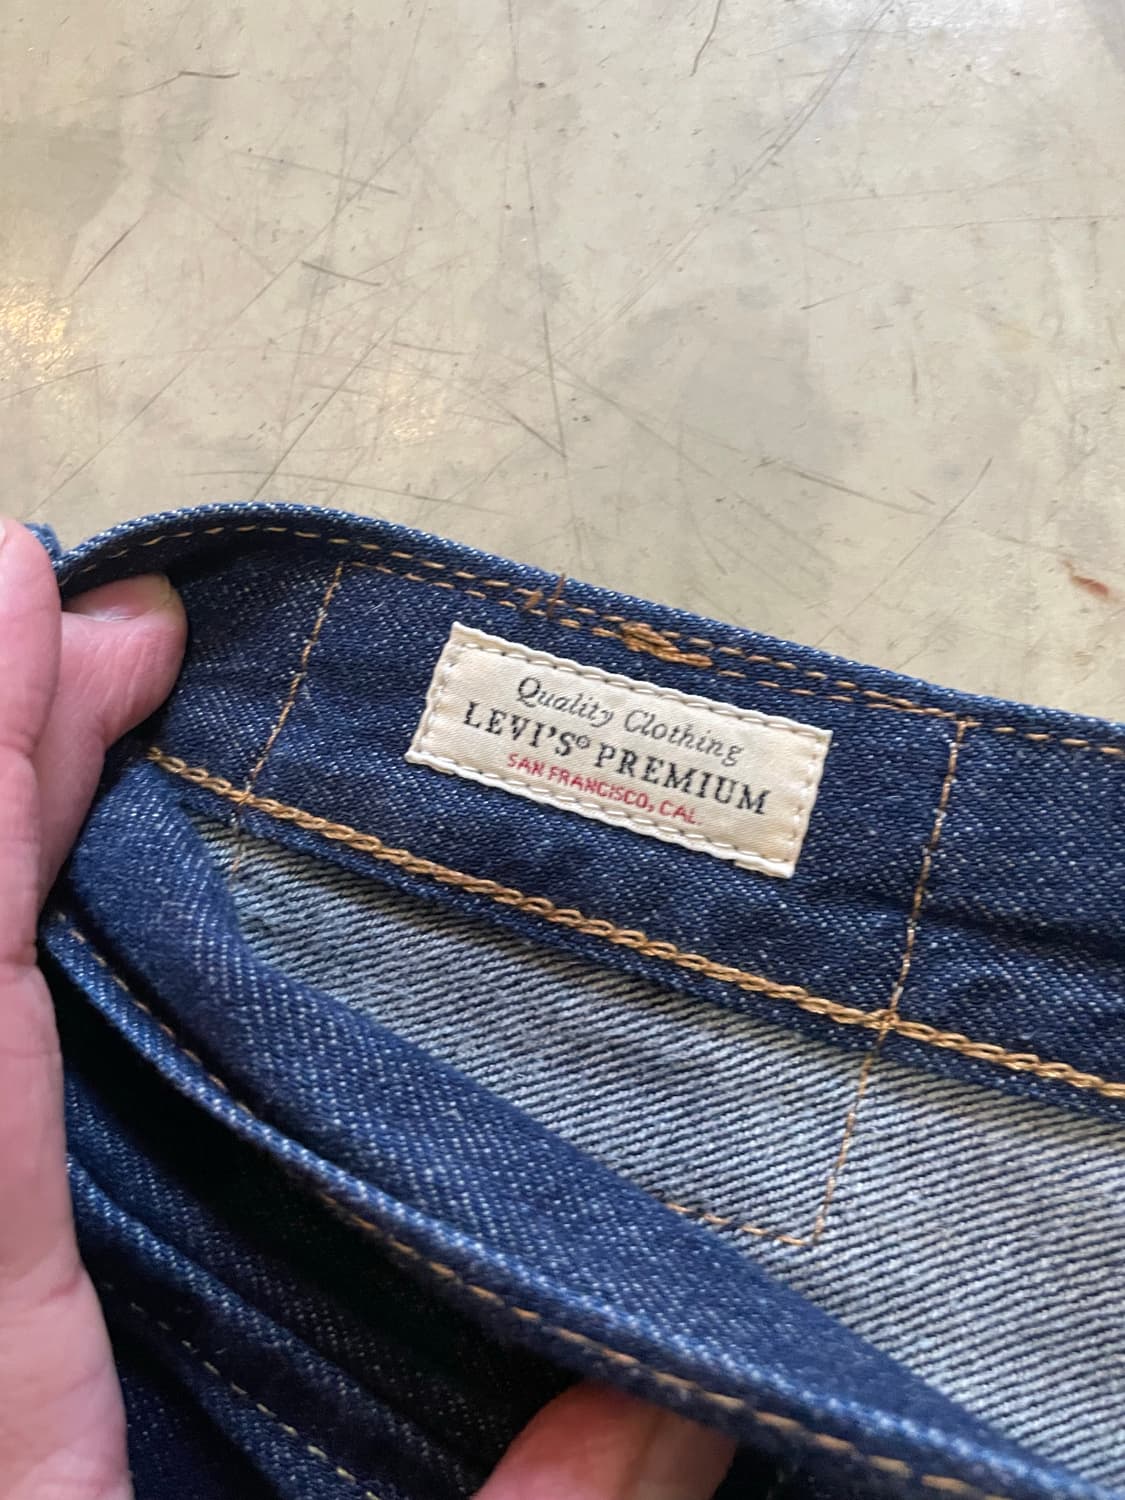 Quality Clothing
LEVI'S® PREMIUM
SAN FRANCISCO, CAL.